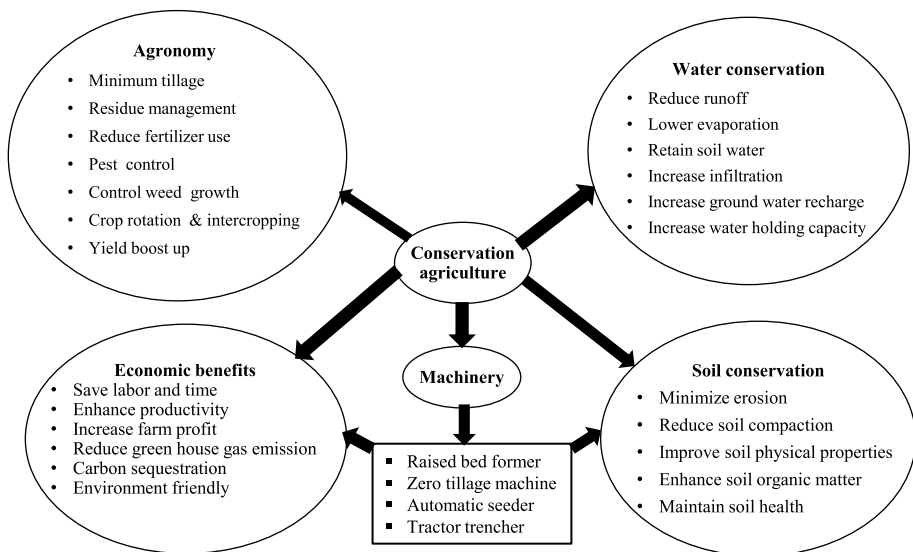 Agronomy
• Minimum tillage
• Residue management
• Reduce fertilizer use
• Pest control
• Control weed growth
• Crop rotation & intercropping
• Yield boost up
Water conservation
• Reduce runoff
• Lower evaporation
• Retain soil water
• Increase infiltration
• Increase ground water recharge
• Increase water holding capacity
Conservation
agriculture
Machinery
Economic benefits
• Save labor and time
• Enhance productivity
• Increase farm profit
• Reduce green house gas emission
• Carbon sequestration
• Environment friendly
▪ Raised bed former
▪ Zero tillage machine
▪ Automatic seeder
▪ Tractor trencher
Soil conservation
• Minimize erosion
• Reduce soil compaction
• Improve soil physical properties
• Enhance soil organic matter
• Maintain soil health